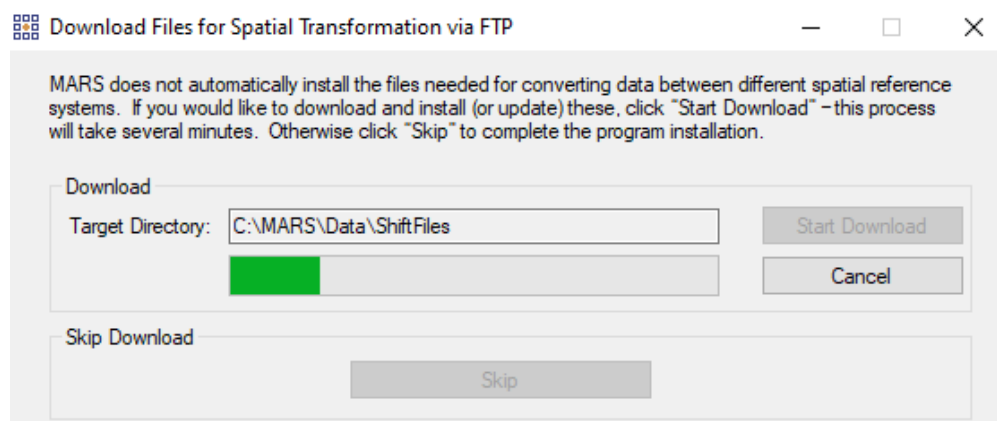 Download Files for Spatial Transformation via FTP
MARS does not automatically install the files needed for converting data between different spatial reference
systems. If you would like to download and install (or update) these, click "Start Download" - this process
will take several minutes. Otherwise click "Skip" to complete the program installation.
Download
Target Directory: C:\MARS\Data\ShiftFiles Start Download
Cancel
Skip Download
Skip